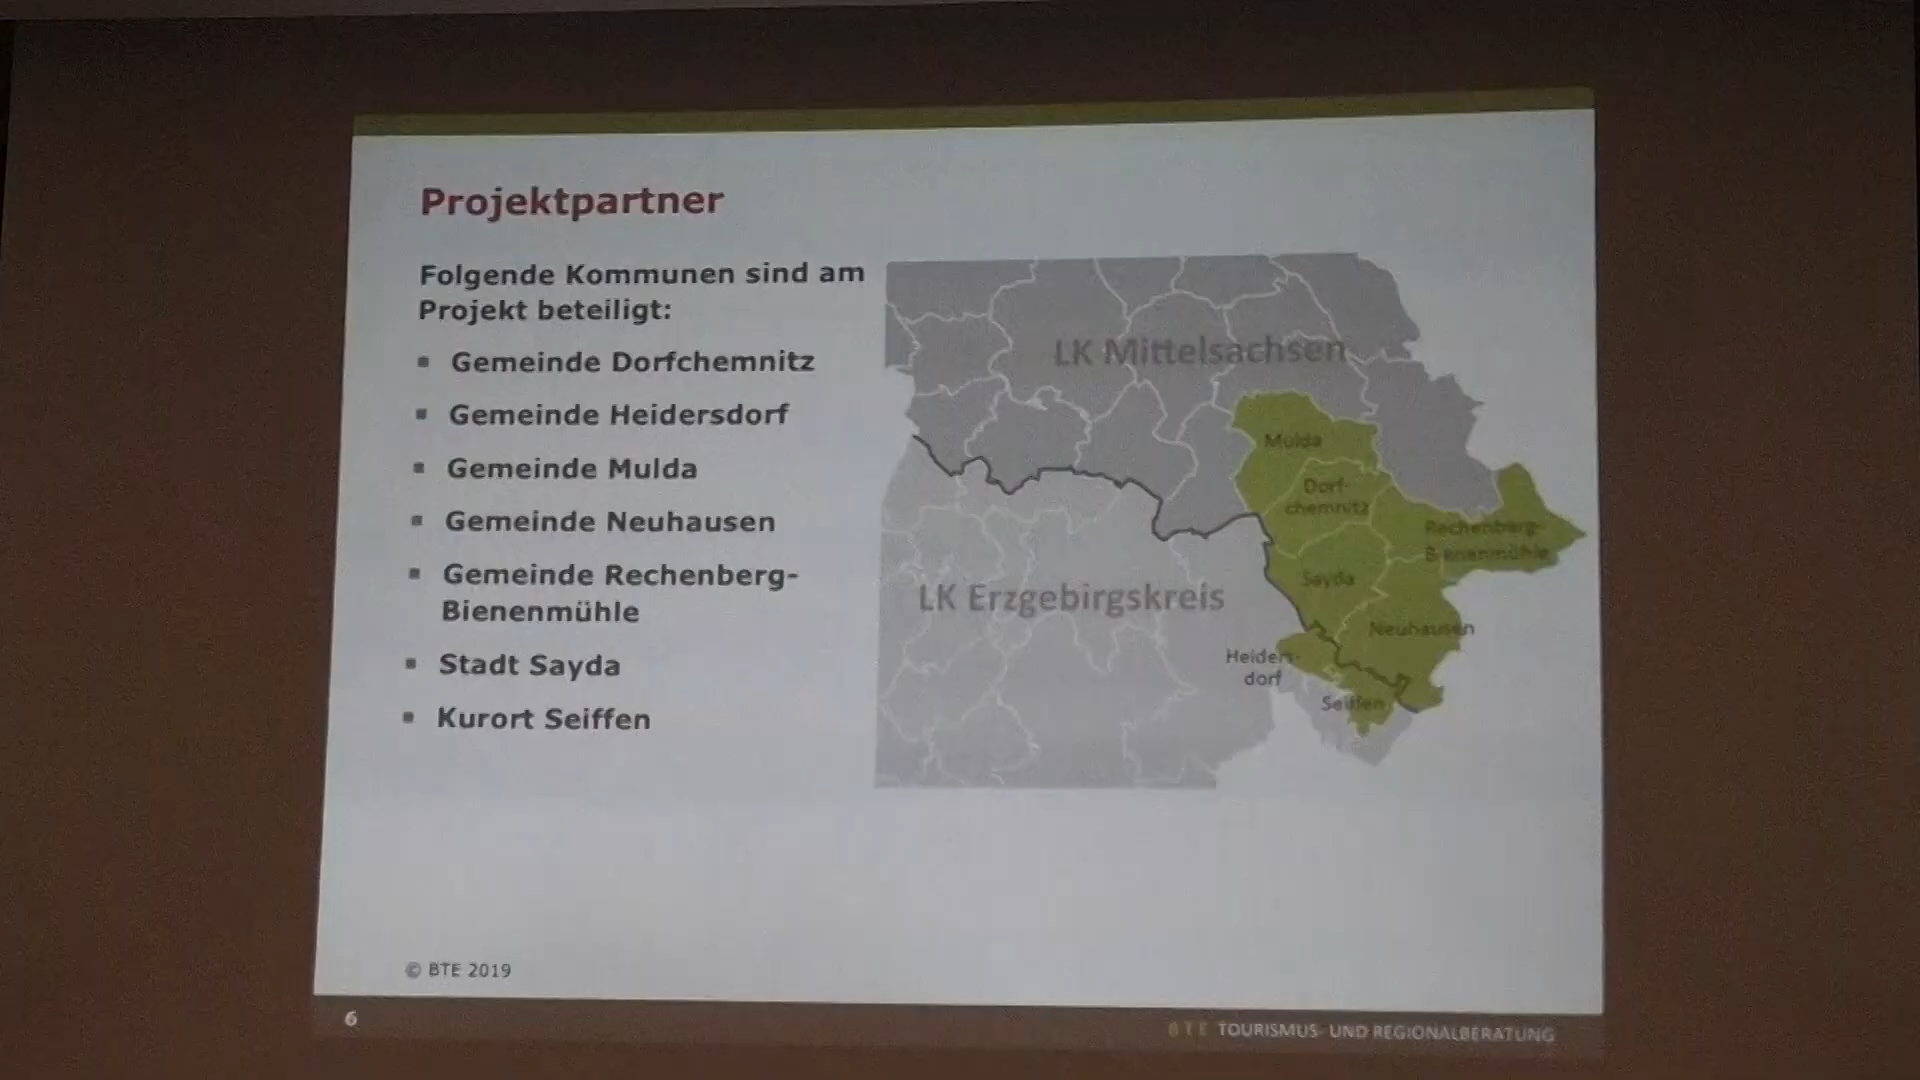 Projektpartner
Folgende Kommunen sind am
Projekt beteiligt:
▪ Gemeinde Dorfchemnitz
▪ Gemeinde Heidersdorf
▪ Gemeinde Mulda
▪ Gemeinde Neuhausen
▪ Gemeinde Rechenberg-
Bienenmühle
▪ Stadt Sayda
▪ Kurort Seiffen
LK Mittelsachsen
Mulda
Dorf-
chemnitz
Rechenberg-
Bienenmühle
Sayda
LK Erzgebirgskreis
Neuhausen
Heiders-
dorf
Seiffen
© BTE 2019
6
BTE TOURISMUS- UND REGIONALBERATUNG